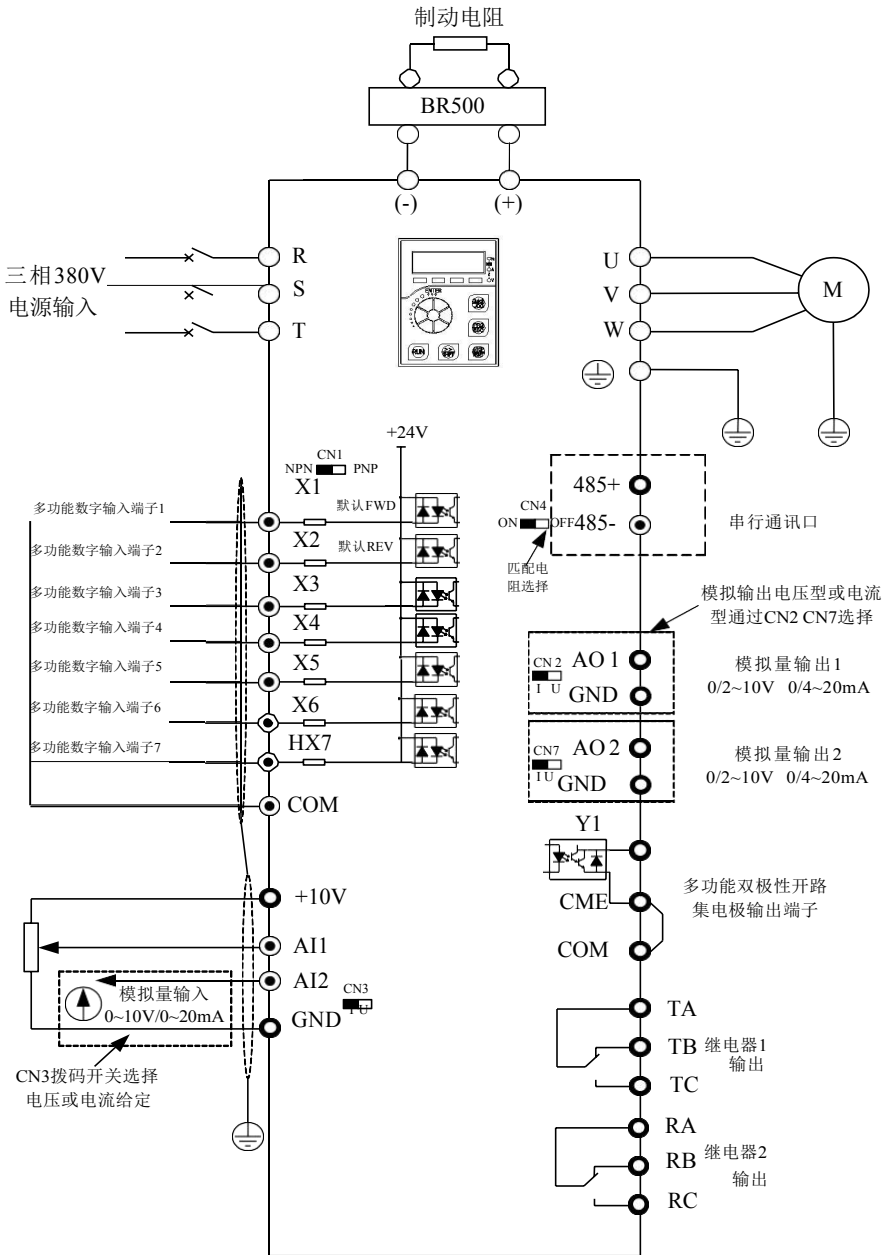 制动电阻
BR500
(-)
(+)
三相380V
电源输入
R
S
T
U
V
W
M
+24V
CN1
NPN
PNP
X1
多功能数字输入端子1
默认FWD
X2
多功能数字输入端子2
默认REV
X3
多功能数字输入端子3
X4
多功能数字输入端子4
X5
多功能数字输入端子5
X6
多功能数字输入端子6
HX7
多功能数字输入端子7
COM
485+
CN4
ON
OFF
485-
串行通讯口
匹配电
阻选择
模拟输出电压型或电流
型通过CN2 CN7选择
CN 2
I U
AO 1
GND
模拟量输出1
0/2~10V 0/4~20mA
CN7
I U
AO 2
GND
模拟量输出2
0/2~10V 0/4~20mA
Y1
CME
COM
多功能双极性开路
集电极输出端子
+10V
AI1
AI2
CN3
I U
GND
模拟量输入
0~10V/0~20mA
CN3拨码开关选择
电压或电流给定
TA
TB
TC
继电器1
输出
RA
RB
RC
继电器2
输出
ENTER
RUN